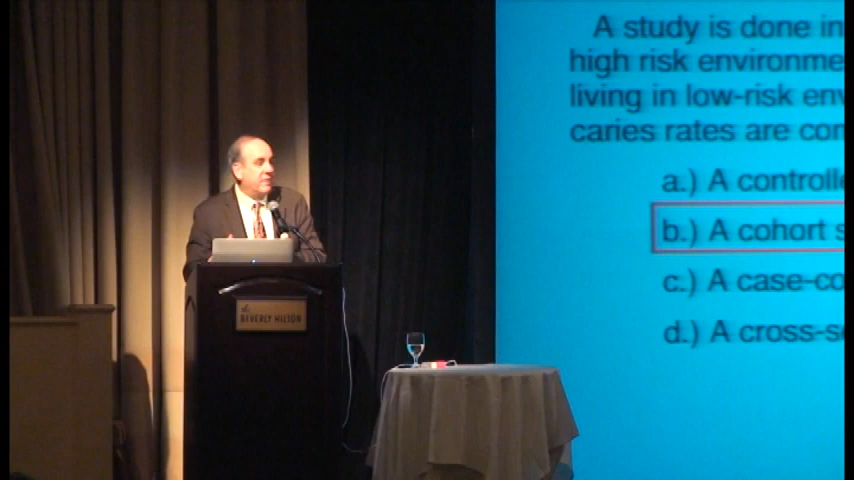 A study is done in
high risk environme
living in low-risk env
caries rates are com
a.) A controlle
b.) A cohort s
c.) A case-co
d.) A cross-se
The
BEVERLY HILTON